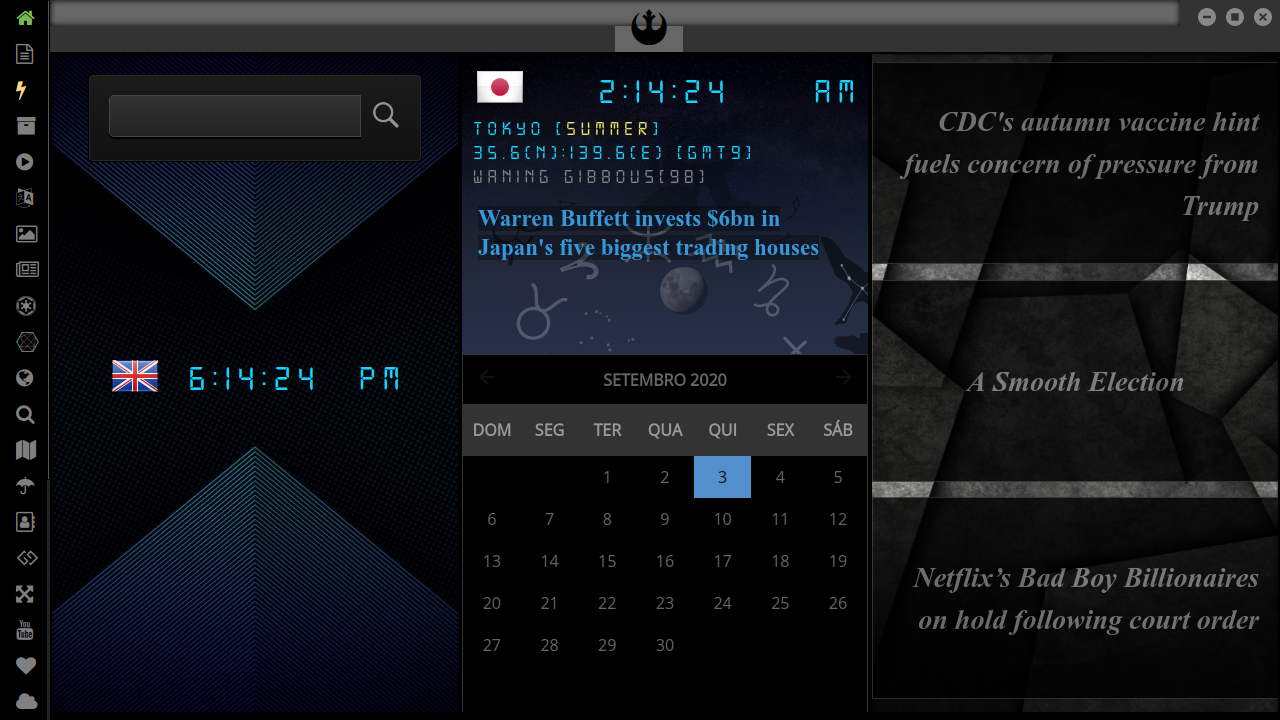 2:14:24 AM
TOKYO [SUMMER]
35.6(N):139.6(E) [GMT9]
WANING GIBBOUS[98]
Warren Buffett invests $6bn in
Japan's five biggest trading houses
6:14:24 PM
SETEMBRO 2020
DOM SEG TER QUA QUI SEX SÁB
1 2 3 4 5
6 7 8 9 10 11 12
13 14 15 16 17 18 19
20 21 22 23 24 25 26
27 28 29 30
CDC's autumn vaccine hint
fuels concern of pressure from
Trump
A Smooth Election
Netflix’s Bad Boy Billionaires
on hold following court order
You
Tube